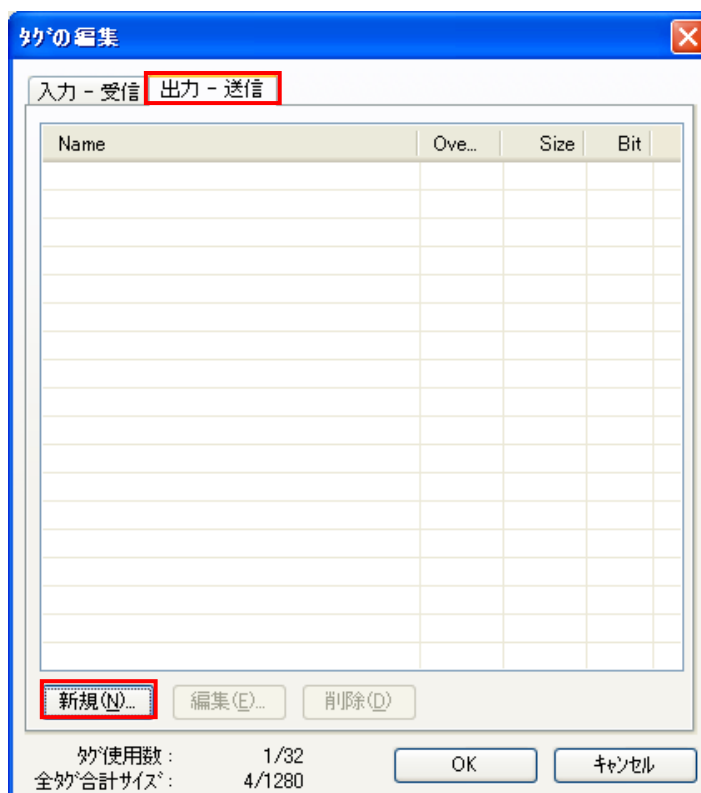 ﾀｸﾞの編集
入力 - 受信 出力 - 送信
Name Ove... Size Bit
新規(N)... 編集(E)... 削除(D)
ﾀｸﾞ使用数 : 1/32
全ﾀｸﾞ合計ｻｲｽﾞ : 4/1280
OK ｷｬﾝｾﾙ